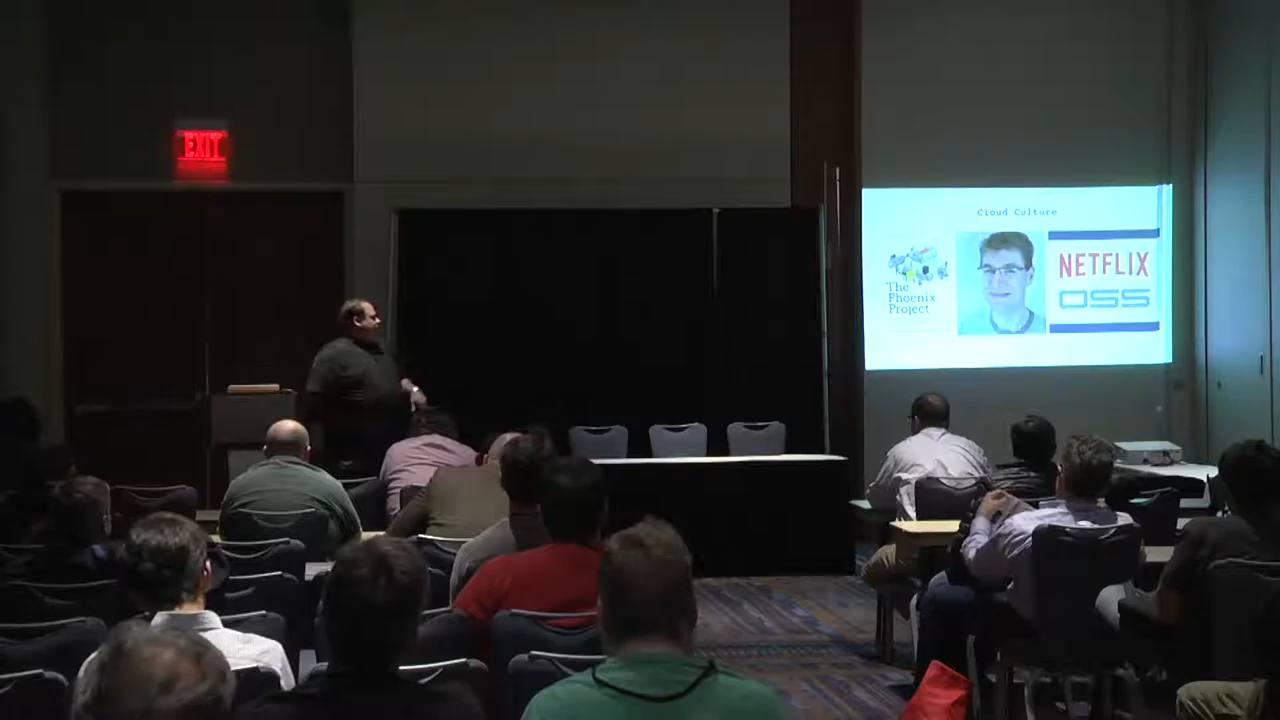 EXIT
Cloud Culture
The
Phoenix
Project
NETFLIX
OSS